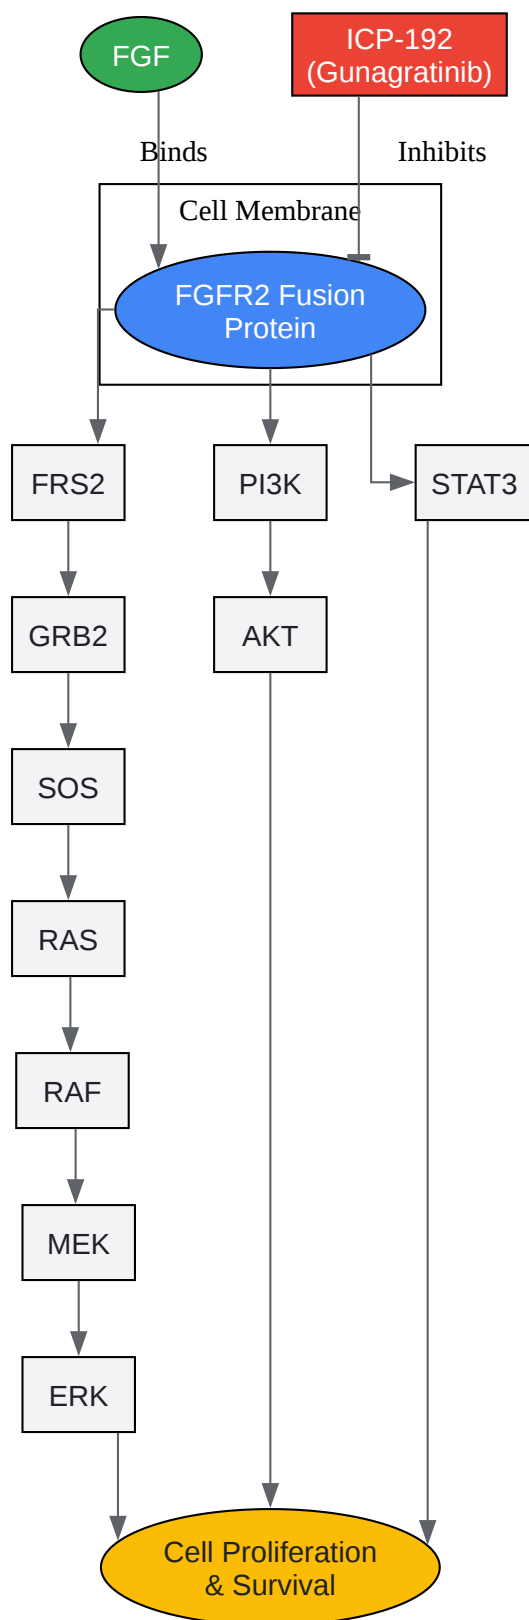 FGF
ICP-192
(Gunagratinib)
Binds
Inhibits
Cell Membrane
FGFR2 Fusion
Protein
FRS2
PI3K
STAT3
GRB2
AKT
SOS
RAS
RAF
MEK
ERK
Cell Proliferation
& Survival